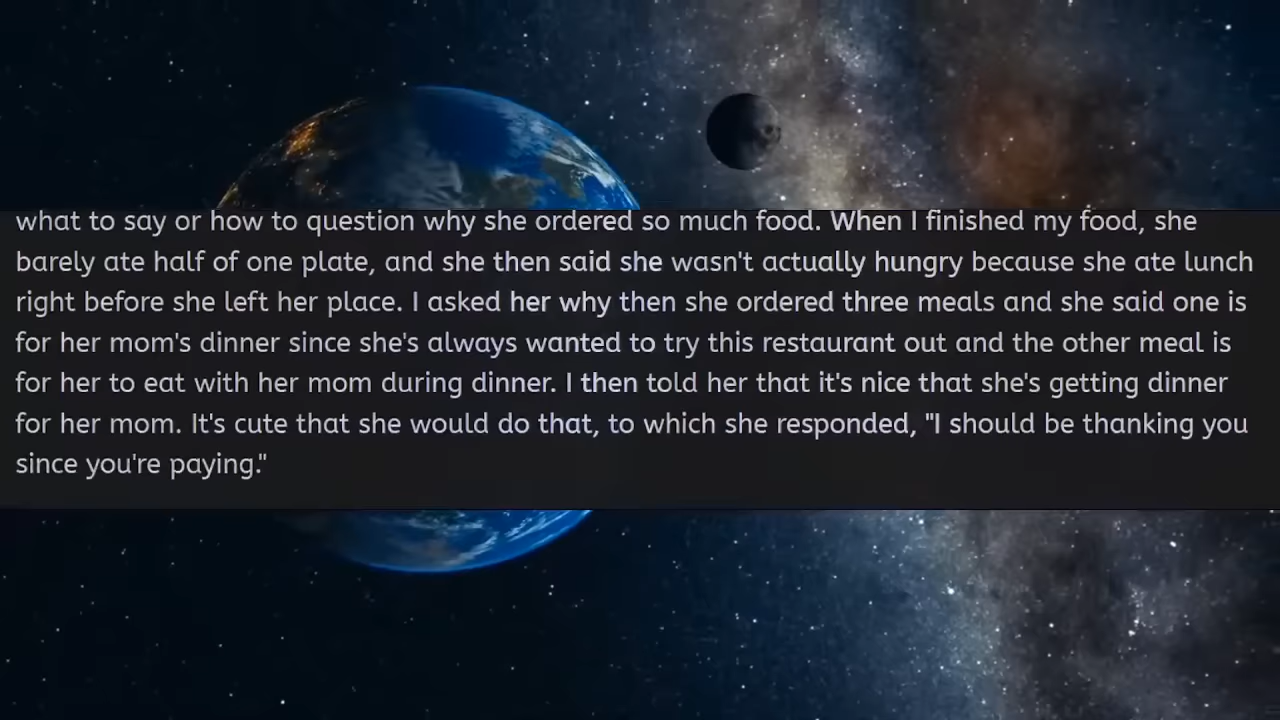 what to say or how to question why she ordered so much food. When I finished my food, she
barely ate half of one plate, and she then said she wasn't actually hungry because she ate lunch
right before she left her place. I asked her why then she ordered three meals and she said one is
for her mom's dinner since she's always wanted to try this restaurant out and the other meal is
for her to eat with her mom during dinner. I then told her that it's nice that she's getting dinner
for her mom. It's cute that she would do that, to which she responded, "I should be thanking you
since you're paying."